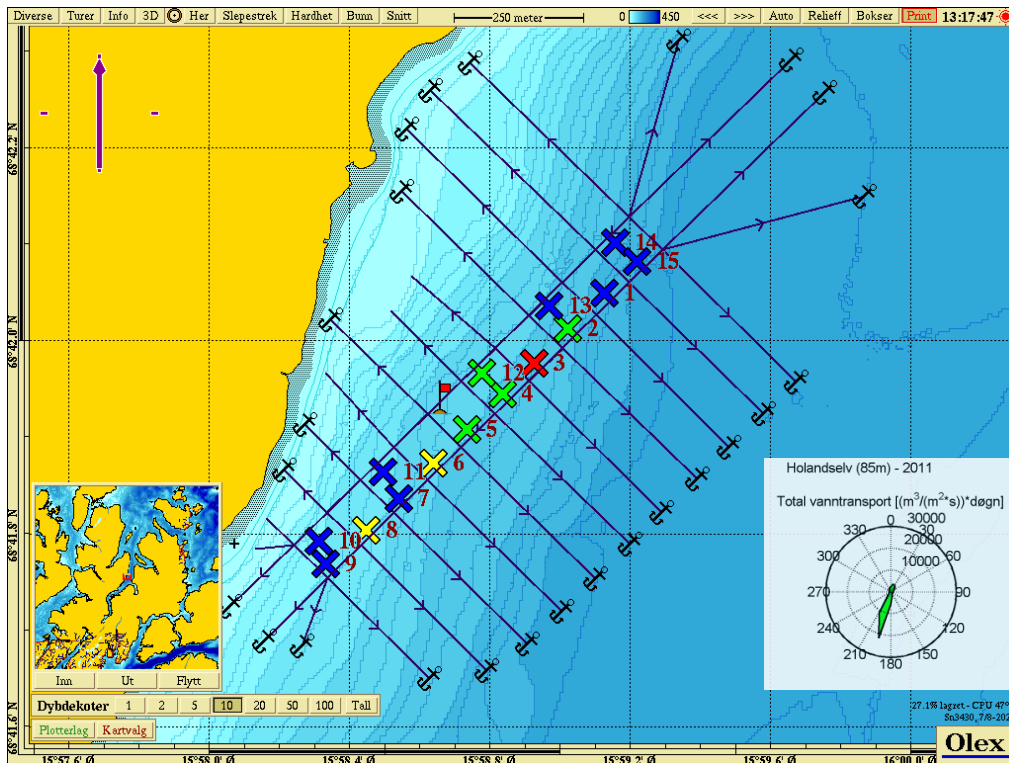 Diverse Turer Info 3D Her Slepestrek Hardhet Bunn Snitt 250 meter 0 450 <<< >>> Auto Relieff Bokser Print 13:17:47
68°42.2' N
68°42.0' N
68°41.8' N
68°41.6' N
14
15
1
13
2
3
12
4
5
6
11
7
8
10
9
Holandselv (85m) - 2011
Total vanntransport [(m³/(m²*s))*døgn]
0
30000
330
30
20000
300
10000
60
270
90
240
120
210
150
180
Inn Ut Flytt
Dybdekoter 1 2 5 10 20 50 100 Tall
Plotterlag Kartvalg
27.1% lagret - CPU 47°
Olex
15°57.6' Ø 15°58.0' Ø 15°58.4' Ø 15°58.8' Ø 15°59.2' Ø 15°59.6' Ø 16°00.0' Ø